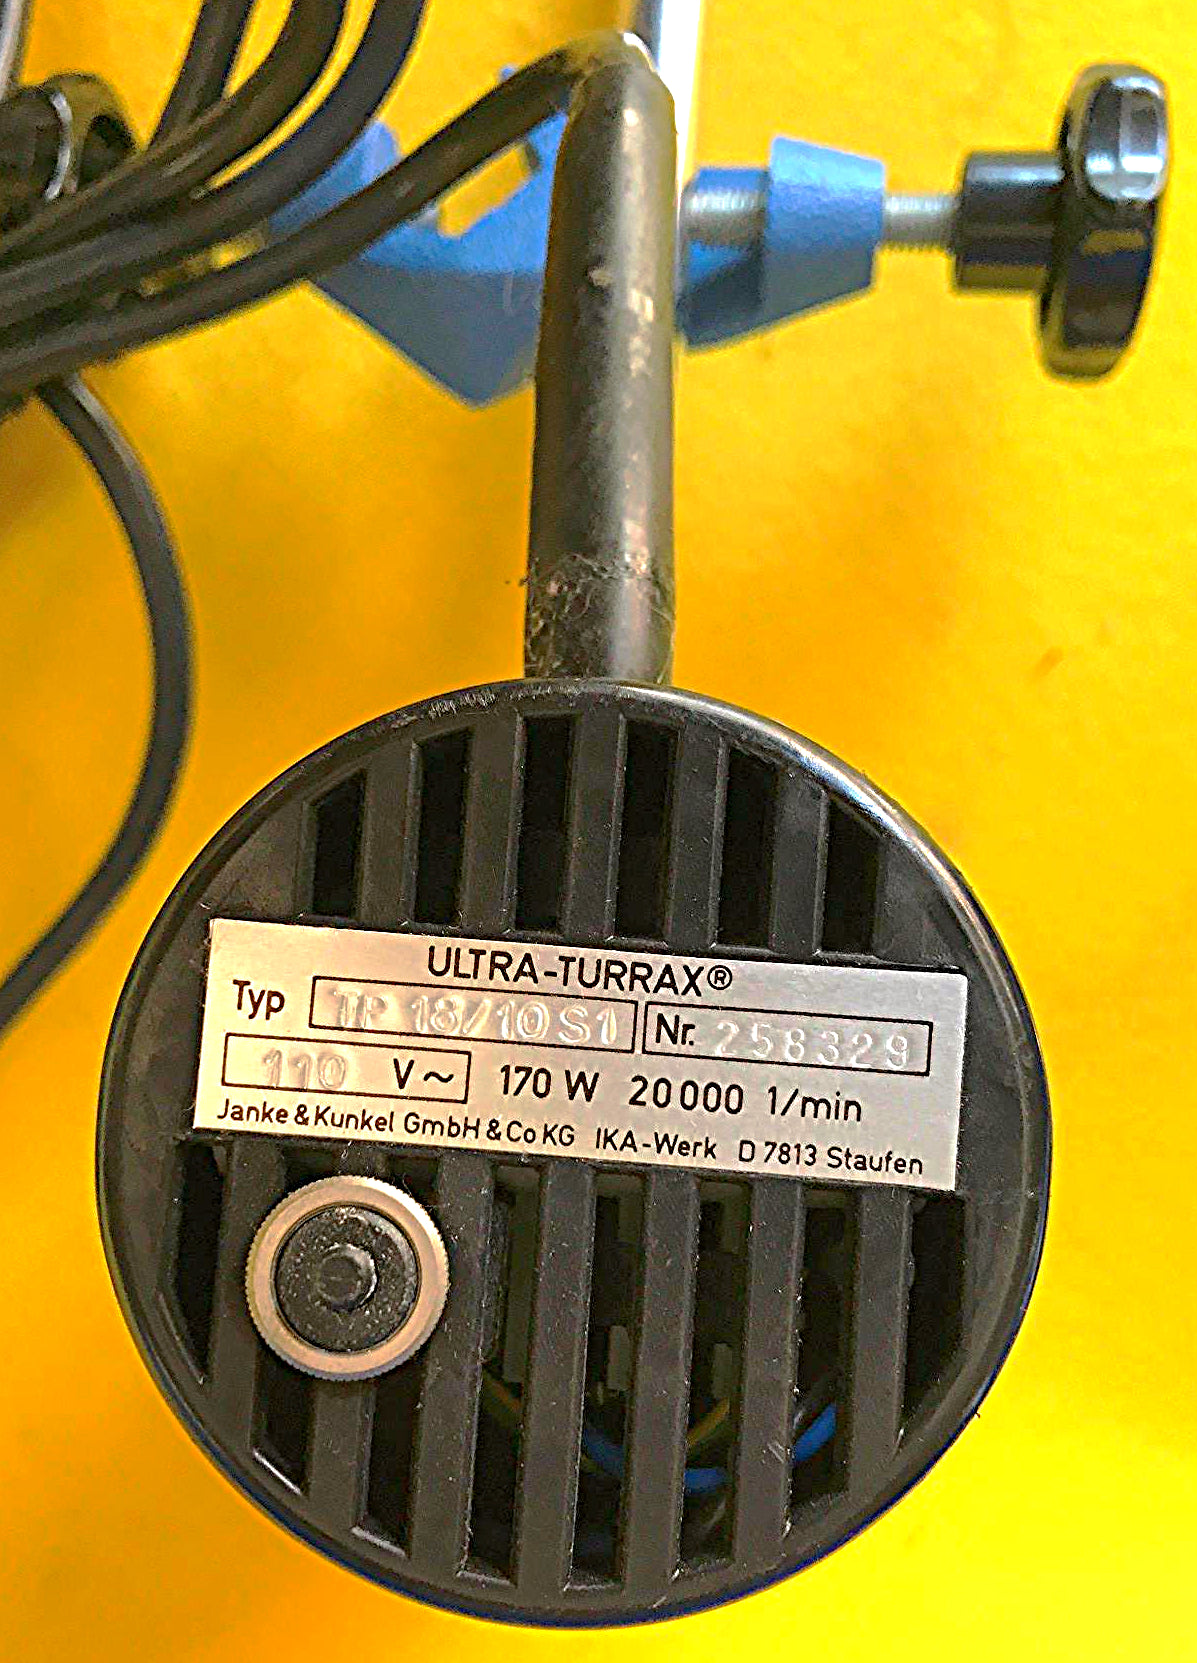 ULTRA-TURRAX®
Typ TP 18/10 S1 Nr. 258329
110 V~ 170 W 20000 1/min
Janke & Kunkel GmbH & Co KG IKA-Werk D 7813 Staufen